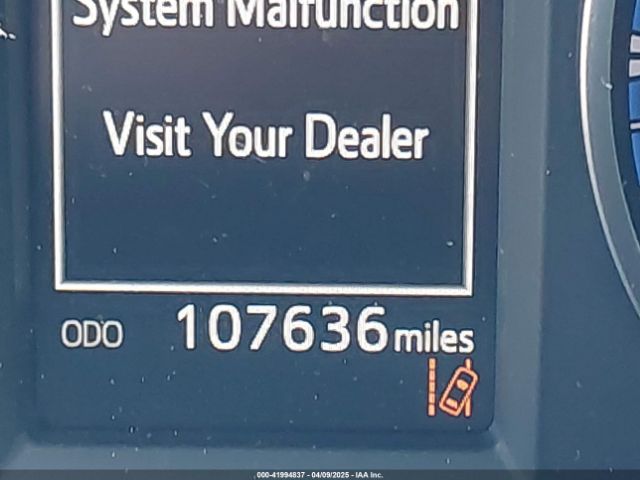 System Malfunction
Visit Your Dealer
ODO 107636 miles
000-41994837 - 04/09/2025 - IAA Inc.